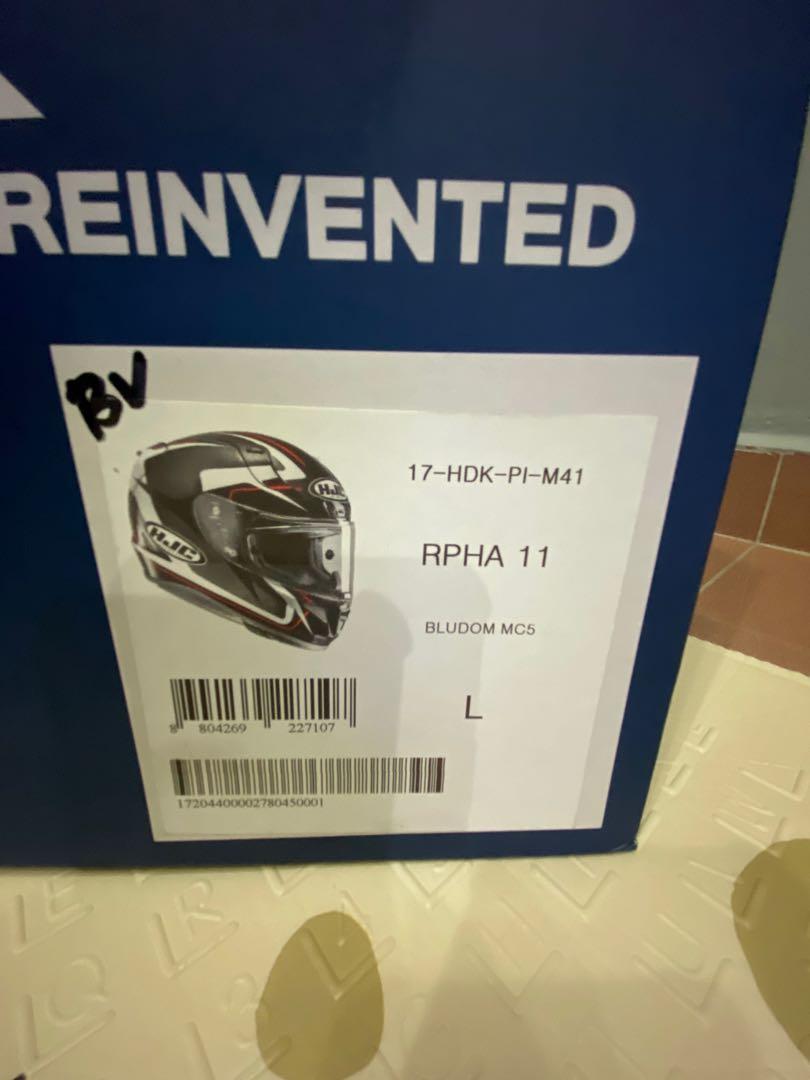 REINVENTED
BV
17-HDK-PI-M41
HJC
HJC
RPHA 11
BLUDOM MC5
L
8 804269 227107
17204400002780450001